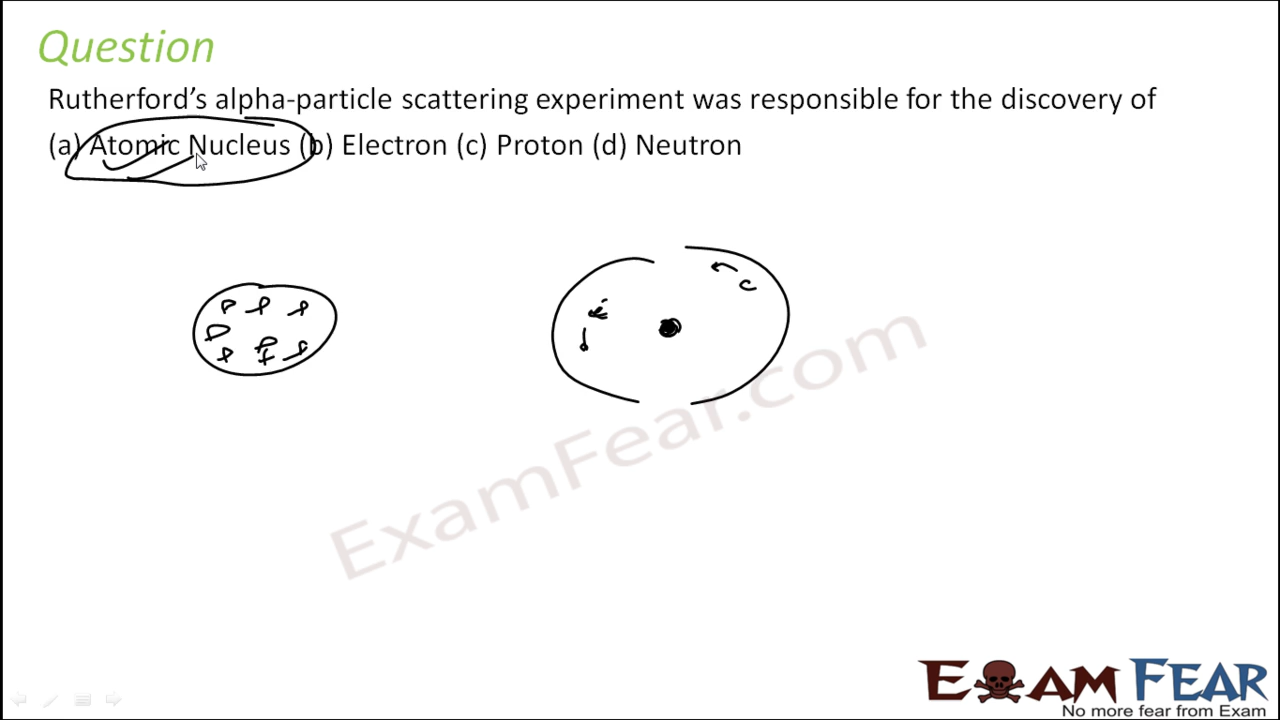 Question
Rutherford's alpha-particle scattering experiment was responsible for the discovery of
(a) Atomic Nucleus (b) Electron (c) Proton (d) Neutron
ExamFear.com
EXAM FEAR
No more fear from Exam